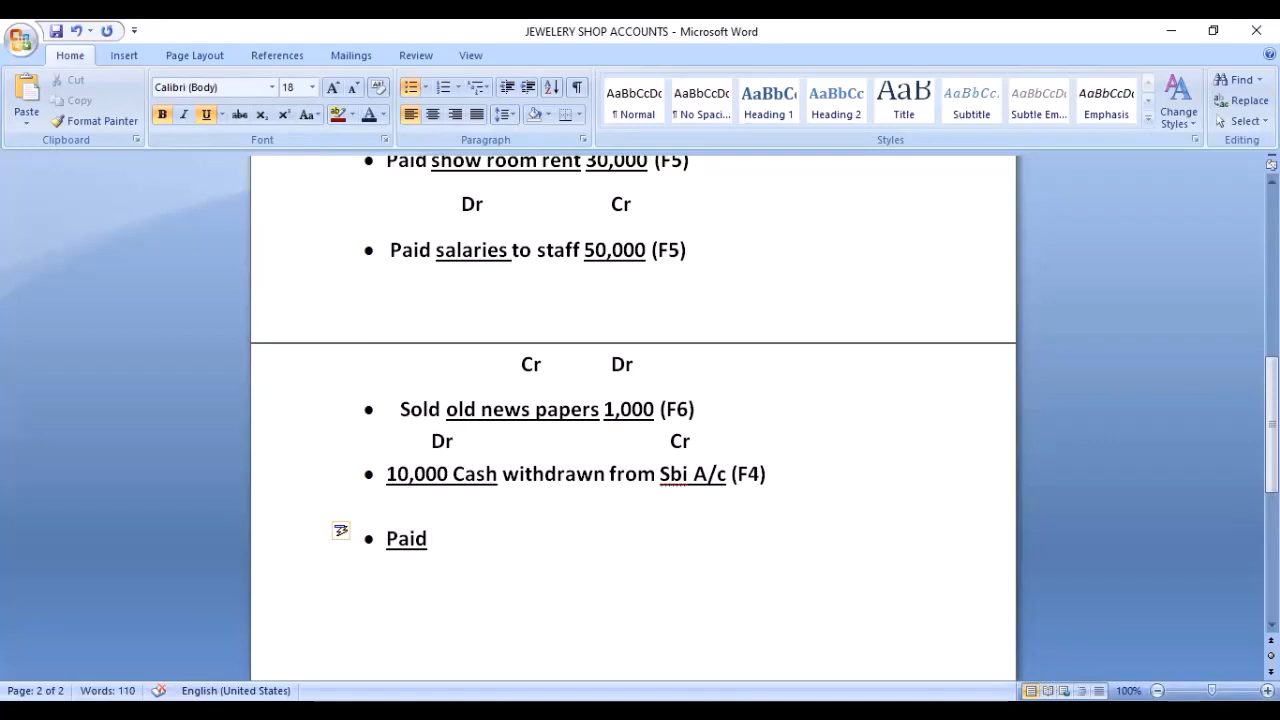 JEWELERY SHOP ACCOUNTS - Microsoft Word
Home Insert Page Layout References Mailings Review View
Cut
Copy
Format Painter
Paste
Clipboard
Calibri (Body) 18
Font
Paragraph
AaBbCcDc AaBbCcDc AaBbCc AaBbCc AaB AaBbCc. AaBbCcDc AaBbCcDc
¶ Normal ¶ No Spaci... Heading 1 Heading 2 Title Subtitle Subtle Em... Emphasis
Change Styles
Styles
Find
Replace
Select
Editing
• Paid show room rent 30,000 (F5)
Dr Cr
• Paid salaries to staff 50,000 (F5)
Cr Dr
• Sold old news papers 1,000 (F6)
Dr Cr
• 10,000 Cash withdrawn from Sbi A/c (F4)
• Paid
Page: 2 of 2 Words: 110 English (United States) 100%